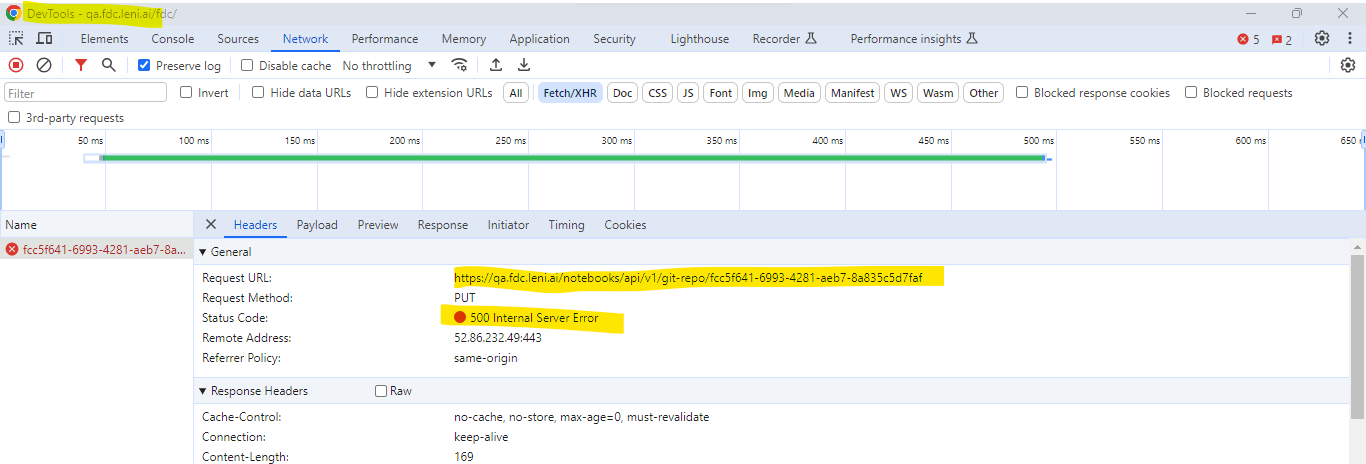 DevTools - qa.fdc.leni.ai/fdc/
Elements Console Sources Network Performance Memory Application Security Lighthouse Recorder Performance insights 5 2
Preserve log Disable cache No throttling
Filter Invert Hide data URLs Hide extension URLs All Fetch/XHR Doc CSS JS Font Img Media Manifest WS Wasm Other Blocked response cookies Blocked requests
3rd-party requests
50 ms 100 ms 150 ms 200 ms 250 ms 300 ms 350 ms 400 ms 450 ms 500 ms 550 ms 600 ms 650
Name Headers Payload Preview Response Initiator Timing Cookies
fcc5f641-6993-4281-aeb7-8a...
General
Request URL: https://qa.fdc.leni.ai/notebooks/api/v1/git-repo/fcc5f641-6993-4281-aeb7-8a835c5d7faf
Request Method: PUT
Status Code: 500 Internal Server Error
Remote Address: 52.86.232.49:443
Referrer Policy: same-origin
Response Headers Raw
Cache-Control: no-cache, no-store, max-age=0, must-revalidate
Connection: keep-alive
Content-Length: 169